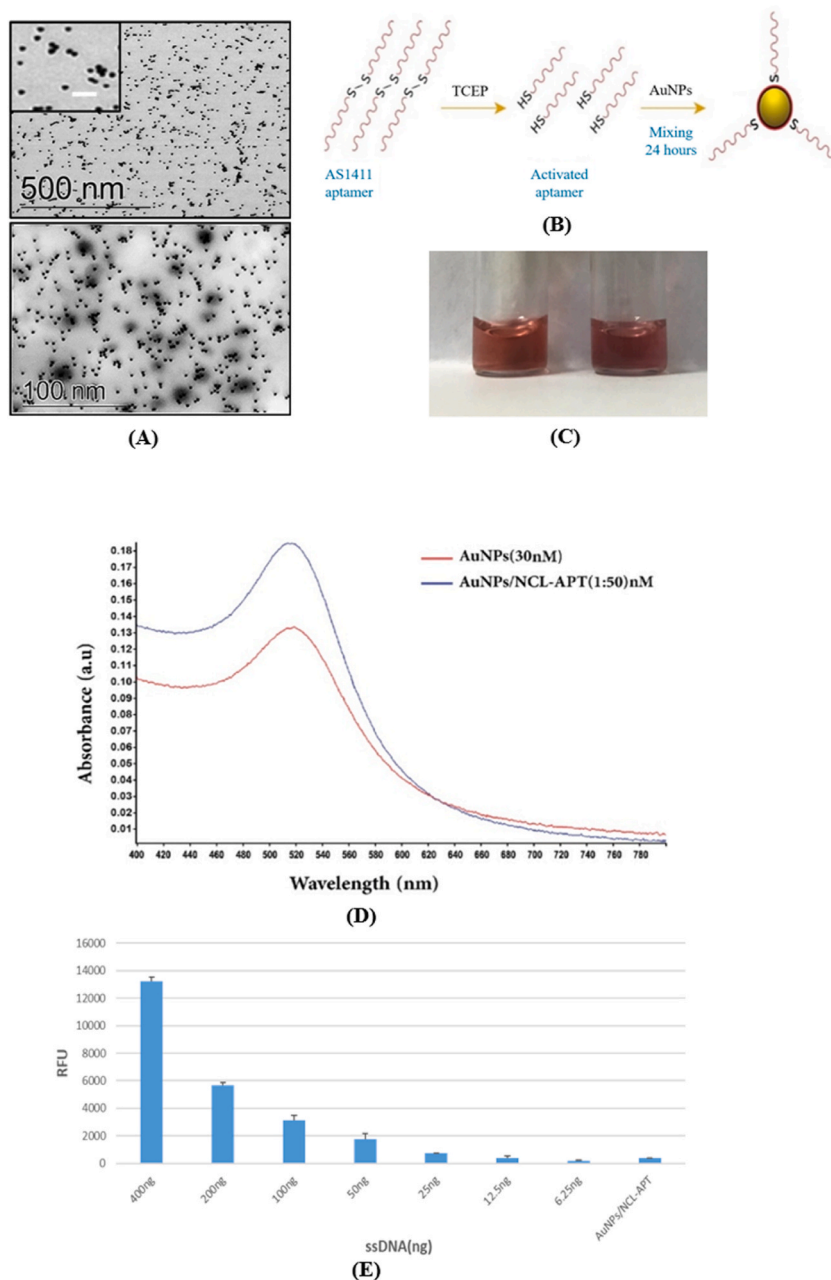 500 nm
100 nm
(A)
S~S S~S S~S
TCEP
HS HS
HS HS
AuNPs
Mixing
24 hours
S
S S
AS1411
aptamer
Activated
aptamer
(B)
(C)
0.18
0.17
0.16
0.15
0.14
0.13
0.12
0.11
0.10
0.09
0.08
0.07
0.06
0.05
0.04
0.03
0.02
0.01
Absorbance (a.u)
AuNPs(30nM)
AuNPs/NCL-APT(1:50)nM
400 420 440 460 480 500 520 540 560 580 600 620 640 660 680 700 720 740 760 780
Wavelength (nm)
(D)
16000
14000
12000
10000
8000
6000
4000
2000
0
RFU
400ng 200ng 100ng 50ng 25ng 12.5ng 6.25ng AuNPs/NCL-APT
ssDNA(ng)
(E)